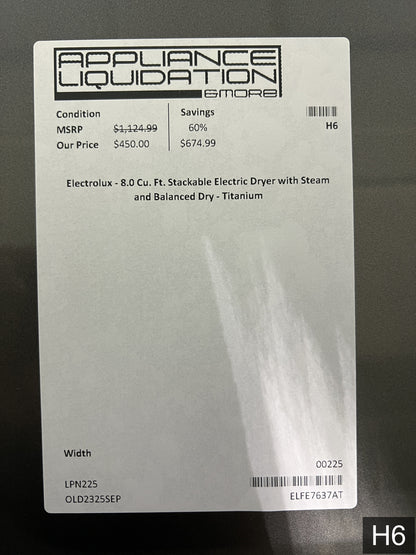 APPLIANCE
LIQUIDATION
&MORE
Condition Savings
MSRP $1,124.99 60% H6
Our Price $450.00 $674.99
Electrolux - 8.0 Cu. Ft. Stackable Electric Dryer with Steam
and Balanced Dry - Titanium
Width
00225
LPN225
OLD2325SEP ELFE7637AT
H6